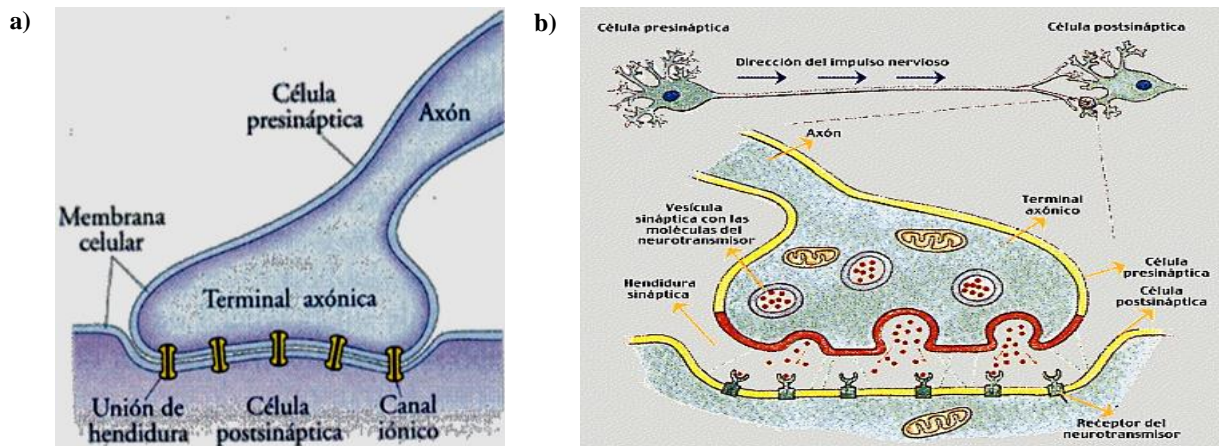 a)
Célula
presináptica
Axón
Membrana
celular
Terminal axónica
Unión de
hendidura
Célula
postsináptica
Canal
iónico
b)
Célula presináptica
Célula postsináptica
Dirección del impulso nervioso
Axón
Vesícula
sináptica con las
moléculas del
neurotransmisor
Terminal
axónico
Hendidura
sináptica
Célula
presináptica
Célula
postsináptica
Receptor del
neurotransmisor